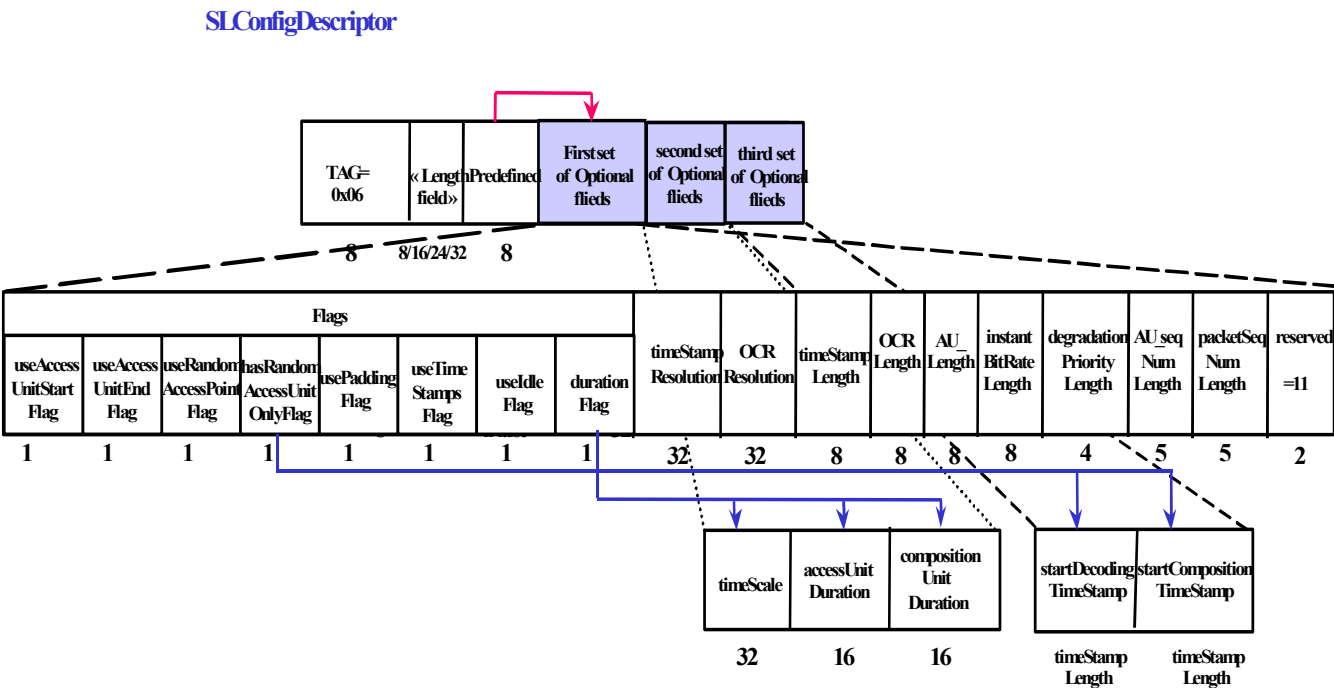 SLConfigDescriptor
TAG=
0x06
« Length
field»
Predefined
First set
of Optional
flieds
second set
of Optional
flieds
third set
of Optional
flieds
8
8/16/24/32
8
Flags
useAccess
UnitStart
Flag
useAccess
UnitEnd
Flag
useRandom
AccessPoint
Flag
hasRandom
AccessUnit
OnlyFlag
usePadding
Flag
useTime
Stamps
Flag
useIdle
Flag
duration
Flag
timeStamp
Resolution
OCR
Resolution
timeStamp
Length
OCR
Length
AU_
Length
instant
BitRate
Length
degradation
Priority
Length
AU_seq
Num
Length
packetSeq
Num
Length
reserved
=11
1 1 1 1 1 1 1 1 32 32 8 8 8 8 4 5 5 2
timeScale
accessUnit
Duration
composition
Unit
Duration
startDecoding
TimeStamp
startComposition
TimeStamp
32 16 16
timeStamp
Length
timeStamp
Length